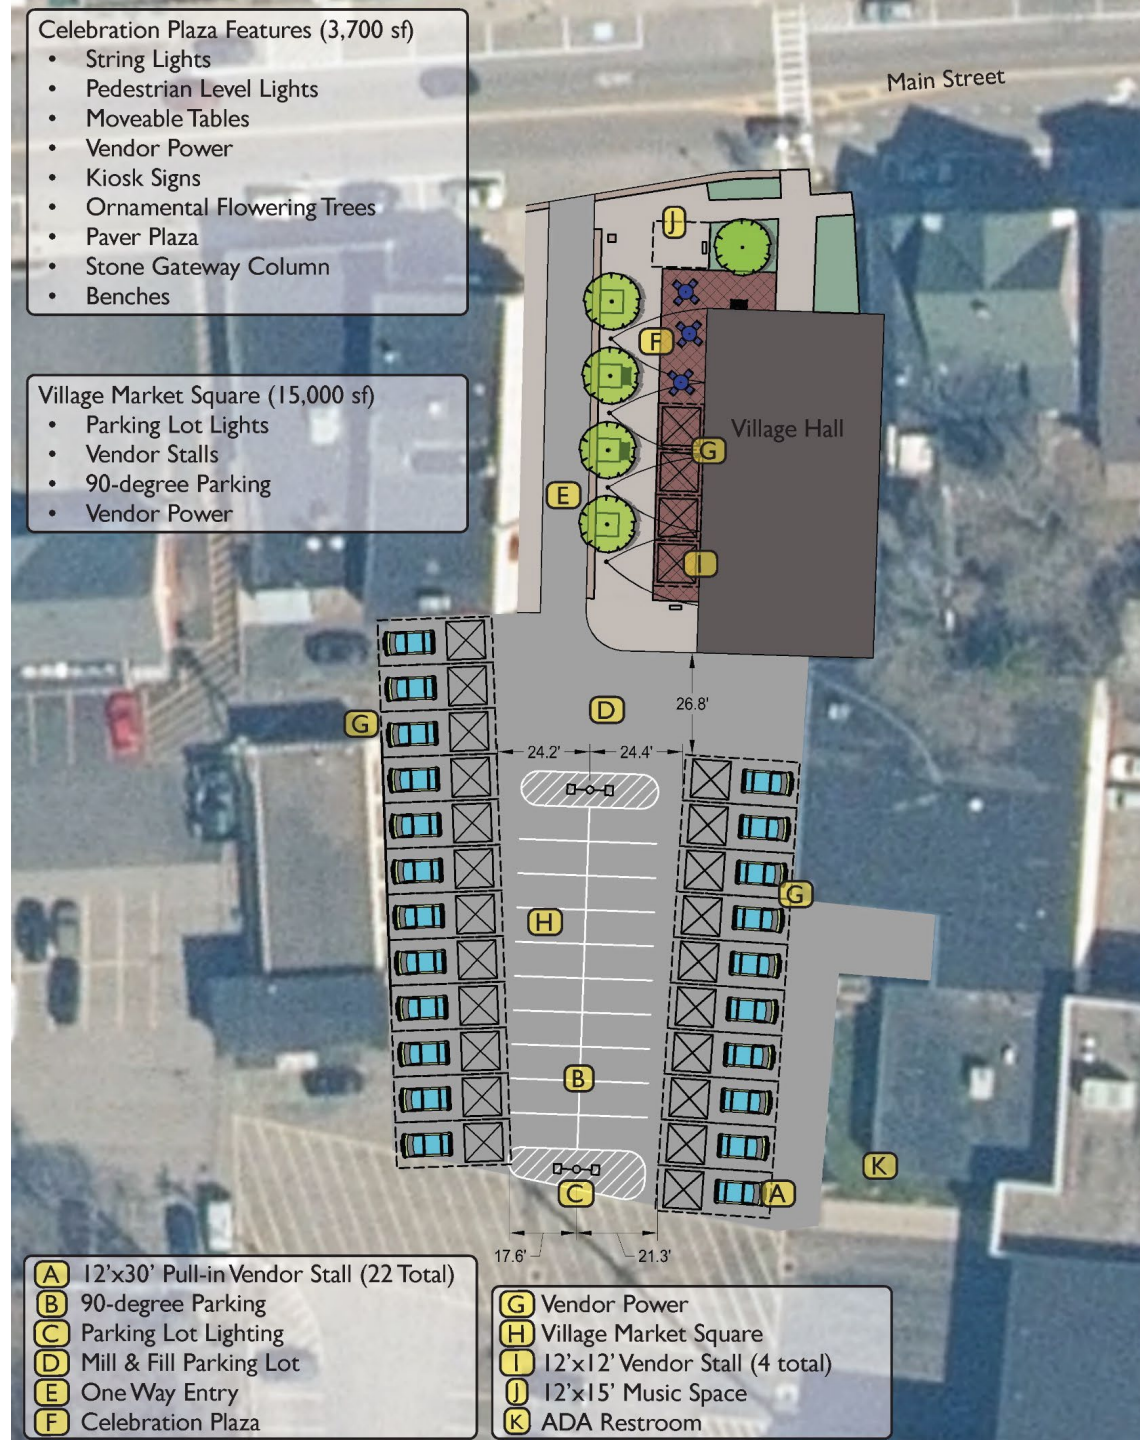 Celebration Plaza Features (3,700 sf)
• String Lights
• Pedestrian Level Lights
• Moveable Tables
• Vendor Power
• Kiosk Signs
• Ornamental Flowering Trees
• Paver Plaza
• Stone Gateway Column
• Benches
Main Street
Village Market Square (15,000 sf)
• Parking Lot Lights
• Vendor Stalls
• 90-degree Parking
• Vendor Power
J
F
Village Hall
G
E
I
G
D
26.8'
24.2'
24.4'
G
H
B
K
C
A
17.6'
21.3'
A 12'x30' Pull-in Vendor Stall (22 Total)
B 90-degree Parking
C Parking Lot Lighting
D Mill & Fill Parking Lot
E One Way Entry
F Celebration Plaza
G Vendor Power
H Village Market Square
I 12'x12' Vendor Stall (4 total)
J 12'x15' Music Space
K ADA Restroom